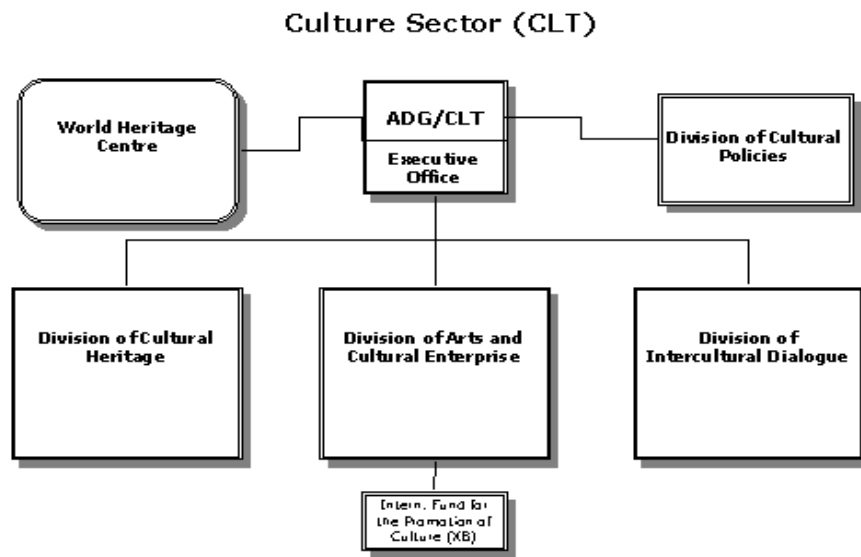 Culture Sector (CLT)
World Heritage
Centre
ADG/CLT
Executive
Office
Division of Cultural
Policies
Division of Cultural
Heritage
Division of Arts and
Cultural Enterprise
Division of
Intercultural Dialogue
Intern. Fund for
the Promotion of
Culture (XB)